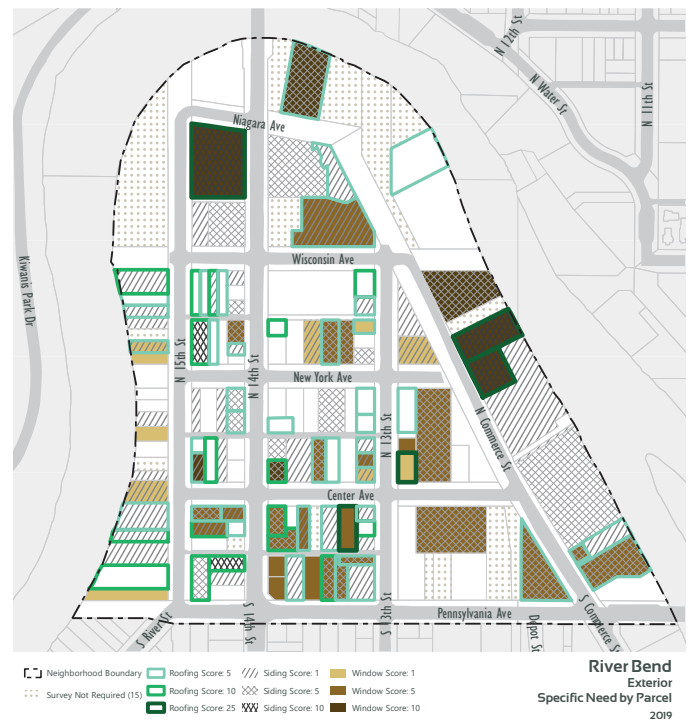 N 12th St
N Water St
N 11th St
Niagara Ave
Wisconsin Ave
Kiwanis Park Dr
N 15th St
N 14th St
New York Ave
N 13th St
N Commerce St
Center Ave
Pennsylvania Ave
S River St
S 14th St
S 13th St
Depot St
S Commerce St
Neighborhood Boundary
Survey Not Required (15)
Roofing Score: 5
Roofing Score: 10
Roofing Score: 25
Siding Score: 1
Siding Score: 5
Siding Score: 10
Window Score: 1
Window Score: 5
Window Score: 10
River Bend
Exterior
Specific Need by Parcel
2019